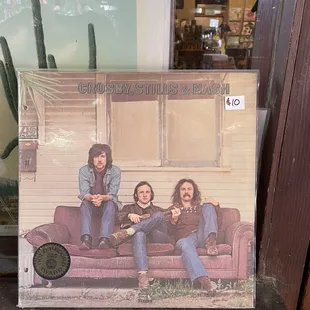 CROSBY, STILLS & NASH
$10